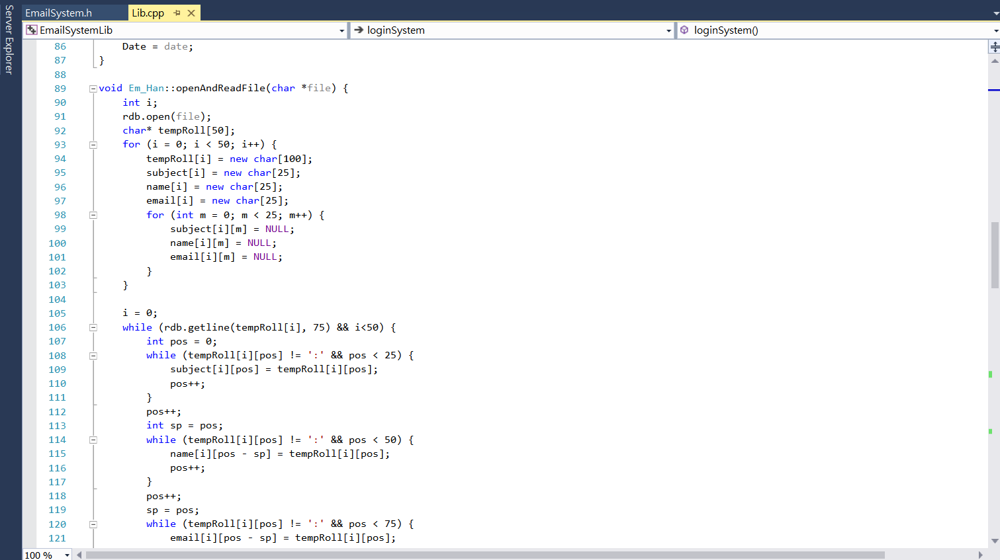 Server Explorer
EmailSystem.h
Lib.cpp
EmailSystemLib
loginSystem
loginSystem()
86 Date = date;
87 }
88
89 void Em_Han::openAndReadFile(char *file) {
90 int i;
91 rdb.open(file);
92 char* tempRoll[50];
93 for (i = 0; i < 50; i++) {
94 tempRoll[i] = new char[100];
95 subject[i] = new char[25];
96 name[i] = new char[25];
97 email[i] = new char[25];
98 for (int m = 0; m < 25; m++) {
99 subject[i][m] = NULL;
100 name[i][m] = NULL;
101 email[i][m] = NULL;
102 }
103 }
104
105 i = 0;
106 while (rdb.getline(tempRoll[i], 75) && i<50) {
107 int pos = 0;
108 while (tempRoll[i][pos] != ':' && pos < 25) {
109 subject[i][pos] = tempRoll[i][pos];
110 pos++;
111 }
112 pos++;
113 int sp = pos;
114 while (tempRoll[i][pos] != ':' && pos < 50) {
115 name[i][pos - sp] = tempRoll[i][pos];
116 pos++;
117 }
118 pos++;
119 sp = pos;
120 while (tempRoll[i][pos] != ':' && pos < 75) {
121 email[i][pos - sp] = tempRoll[i][pos];
100 %